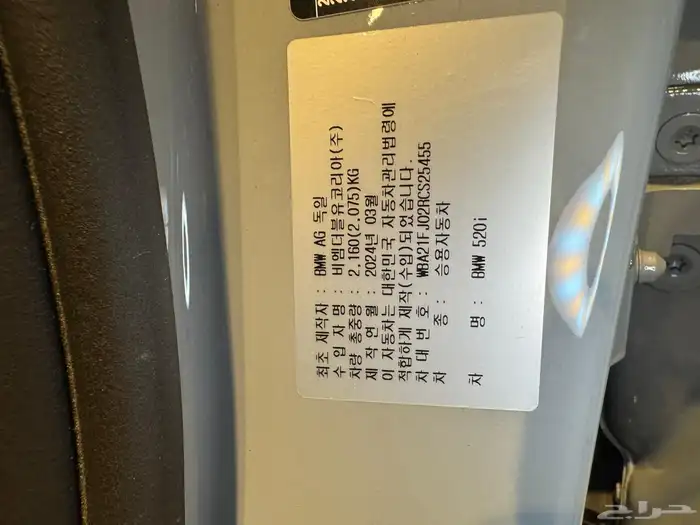 최초 제작자 : BMW AG 독일
수 입 자 명 : 비엠더블유코리아(주)
차량 총중량 : 2,160(2,075)KG
제 작 연 월 : 2024년 03월
이 자동차는 대한민국 자동차관리법령에
적합하게 제작(수입)되었습니다.
차 대 번 호 : WBA21FJ02RCS25455
차 종 : 승용자동차
차 명 : BMW 520i
حراج